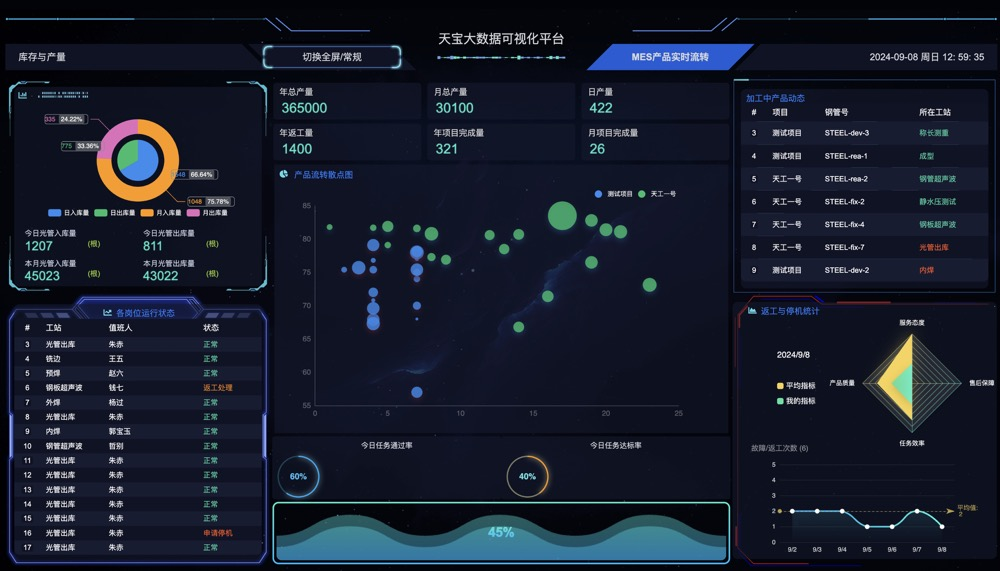 天宝大数据可视化平台
库存与产量
切换全屏/常规
MES产品实时流转
2024-09-08 周日 12: 59: 35
335 24.22%
775 33.36%
66.64%
1048 75.78%
日入库量 日出库量 月入库量 月出库量
今日光管入库量 今日光管出库量
1207 (根) 811 (根)
本月光管入库量 本月光管出库量
45023 (根) 43022 (根)
各岗位运行状态
# 工站 值班人 状态
3 光管出库 朱赤 正常
4 铣边 王五 正常
5 预焊 赵六 正常
6 钢板超声波 钱七 返工处理
7 外焊 杨过 正常
8 光管出库 朱赤 正常
9 内焊 郭宝玉 正常
10 钢管超声波 哲别 正常
11 光管出库 朱赤 正常
12 光管出库 朱赤 正常
13 光管出库 朱赤 正常
14 光管出库 朱赤 正常
15 光管出库 朱赤 正常
16 光管出库 朱赤 申请停机
17 光管出库 朱赤 正常
年总产量 月总产量 日产量
365000 30100 422
年返工量 年项目完成量 月项目完成量
1400 321 26
产品流转散点图
测试项目 天工一号
85
80
75
70
65
60
55
0 5 10 15 20 25
今日任务通过率 今日任务达标率
60% 40%
45%
加工中产品动态
# 项目 钢管号 所在工站
3 测试项目 STEEL-dev-3 称长测重
4 测试项目 STEEL-rea-1 成型
5 天工一号 STEEL-rea-2 钢管超声波
6 天工一号 STEEL-fix-2 静水压测试
7 天工一号 STEEL-fix-4 钢板超声波
8 天工一号 STEEL-fix-7 光管出库
9 测试项目 STEEL-dev-2 内焊
返工与停机统计
2024/9/8
平均指标
我的指标
服务态度
产品质量
售后保障
任务效率
故障/返工次数 (6)
5
4
3
2
1
0
平均值:
2
9/2 9/3 9/4 9/5 9/6 9/7 9/8